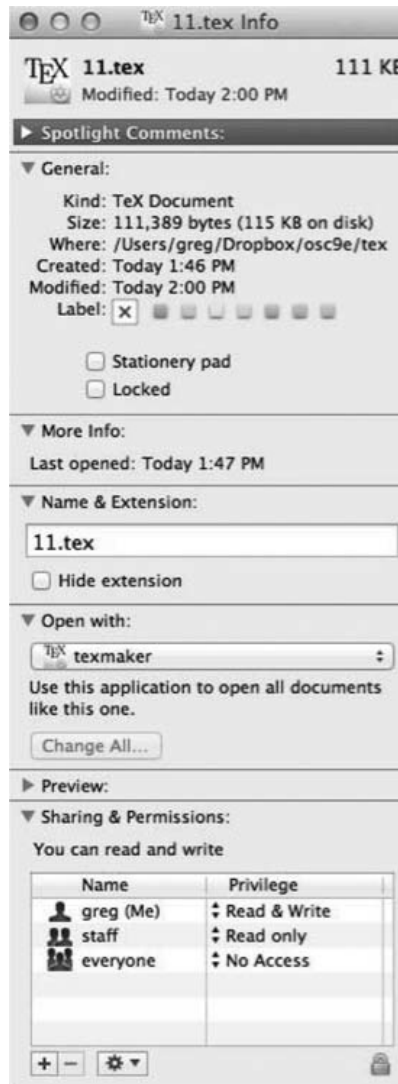 TEX 11.tex Info
TEX 11.tex 111 KB
Modified: Today 2:00 PM
Spotlight Comments:
General:
Kind: TeX Document
Size: 111,389 bytes (115 KB on disk)
Where: /Users/greg/Dropbox/osc9e/tex
Created: Today 1:46 PM
Modified: Today 2:00 PM
Label: x
Stationery pad
Locked
More Info:
Last opened: Today 1:47 PM
Name & Extension:
11.tex
Hide extension
Open with:
TEX texmaker
Use this application to open all documents
like this one.
Change All...
Preview:
Sharing & Permissions:
You can read and write
Name Privilege
greg (Me) Read & Write
staff Read only
everyone No Access